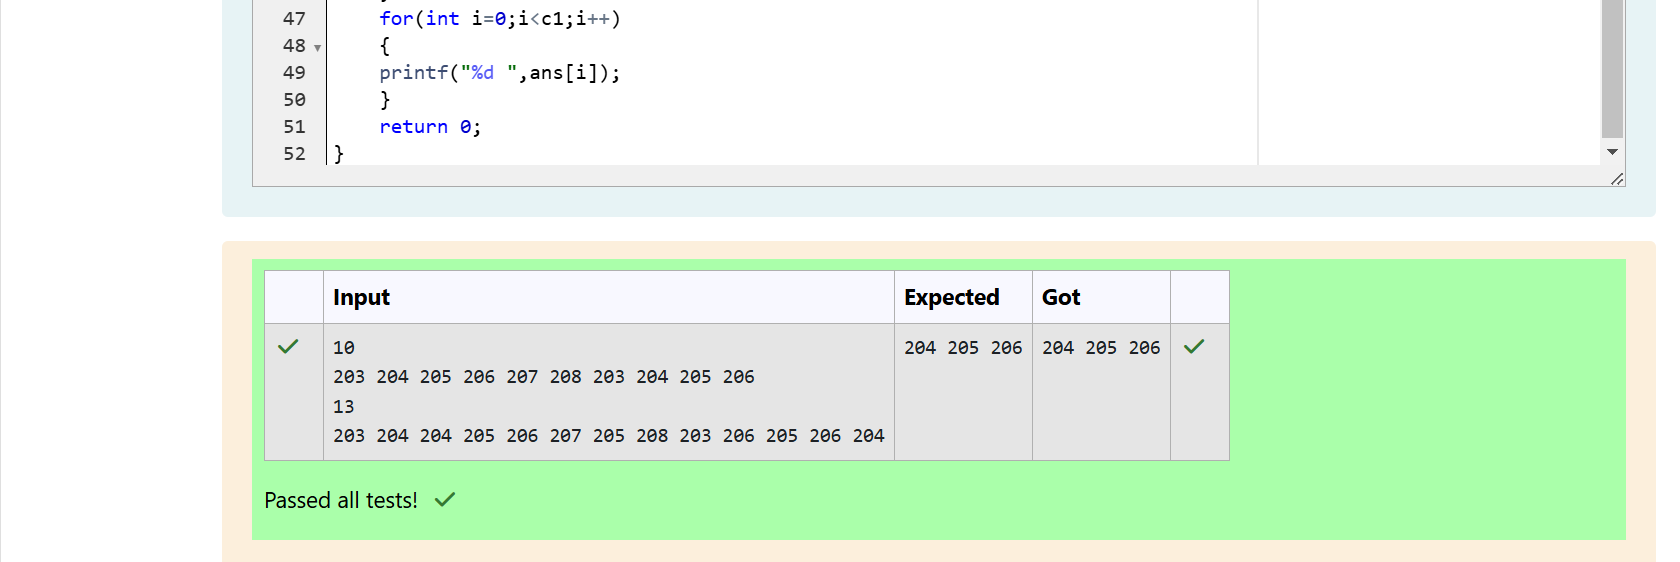 47 for(int i=0;i<c1;i++)
48 {
49 printf("%d ",ans[i]);
50 }
51 return 0;
52 }
Input Expected Got
10 204 205 206 204 205 206
203 204 205 206 207 208 203 204 205 206
13
203 204 204 205 206 207 205 208 203 206 205 206 204
Passed all tests!